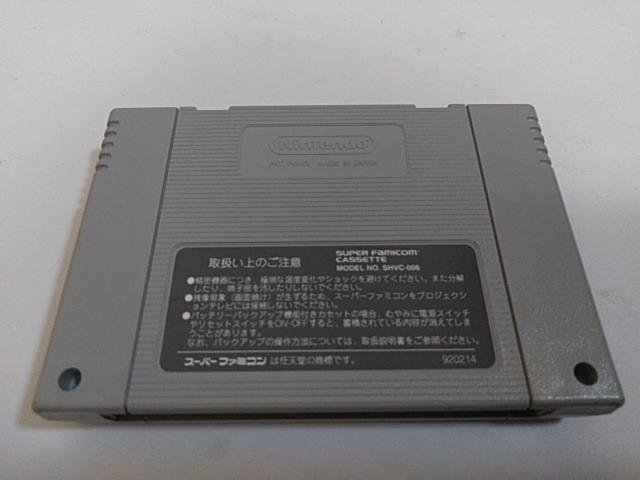 Nintendo
PAT. PEND. MADE IN JAPAN
取扱い上のご注意
SUPER FAMICOM
CASSETTE
MODEL NO. SHVC-006
●精密機器につき、極端な温度変化やショックを避けてください。また分解
したり、端子部を汚したりしないでください。
●残像現象（画面焼け）が生ずるため、スーパーファミコンをプロジェクシ
ョンテレビには接続しないでください。
●バッテリーバックアップ機能付きカセットの場合、むやみに電源スイッチ
やリセットスイッチをON-OFFすると、蓄積されている内容が消えてしま
うことがあります。
なお、バックアップの操作方法については、取扱説明書をご参照ください。
スーパーファミコンは任天堂の商標です。
920214